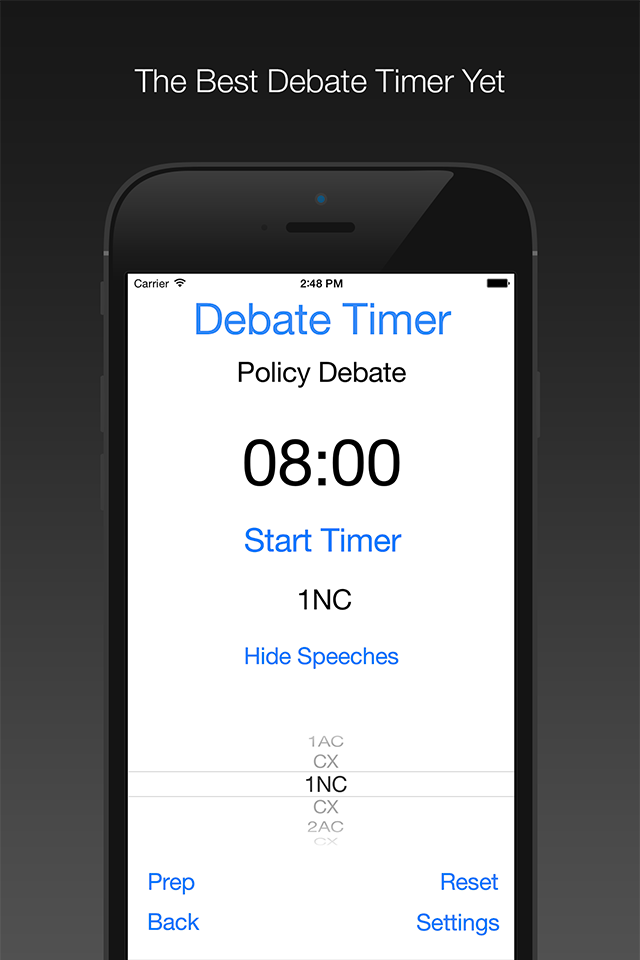 The Best Debate Timer Yet
Carrier 2:48 PM
Debate Timer
Policy Debate
08:00
Start Timer
1NC
Hide Speeches
1AC
CX
1NC
CX
2AC
CX
Prep Reset
Back Settings